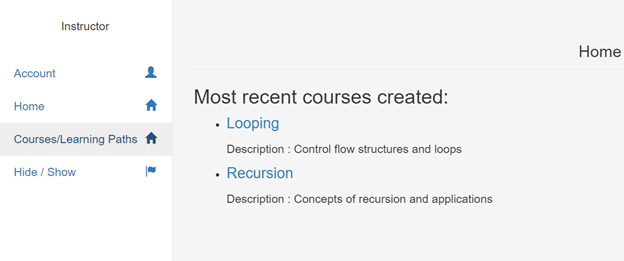 Instructor
Account
Home
Courses/Learning Paths
Hide / Show
Home
Most recent courses created:
Looping
Description : Control flow structures and loops
Recursion
Description : Concepts of recursion and applications